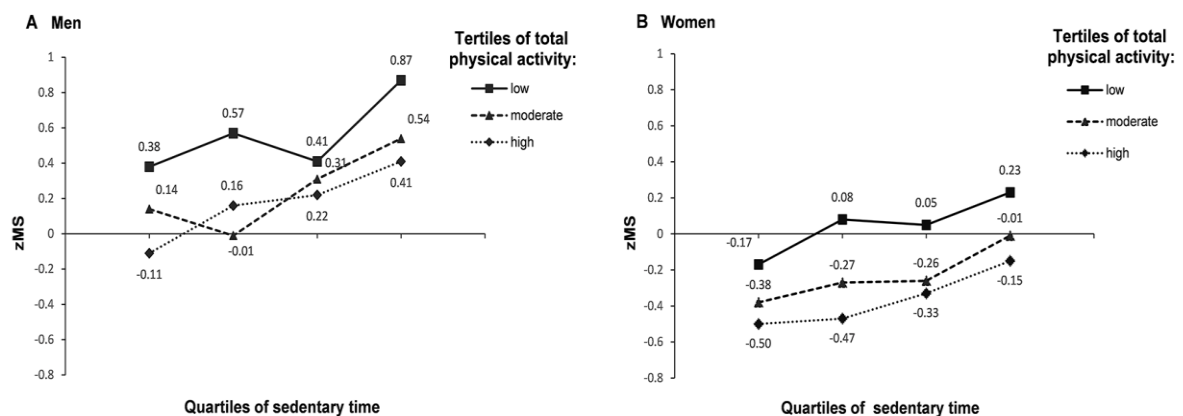 A Men
Tertiles of total
physical activity:
low
moderate
high
1
0.8
0.6
0.4
0.2
0
-0.2
-0.4
-0.6
-0.8
zMS
0.38
0.57
0.41
0.87
0.14
-0.01
0.31
0.54
-0.11
0.16
0.22
0.41
Quartiles of sedentary time
B Women
Tertiles of total
physical activity:
low
moderate
high
1
0.8
0.6
0.4
0.2
0
-0.2
-0.4
-0.6
-0.8
zMS
-0.17
0.08
0.05
0.23
-0.38
-0.27
-0.26
-0.01
-0.50
-0.47
-0.33
-0.15
Quartiles of sedentary time